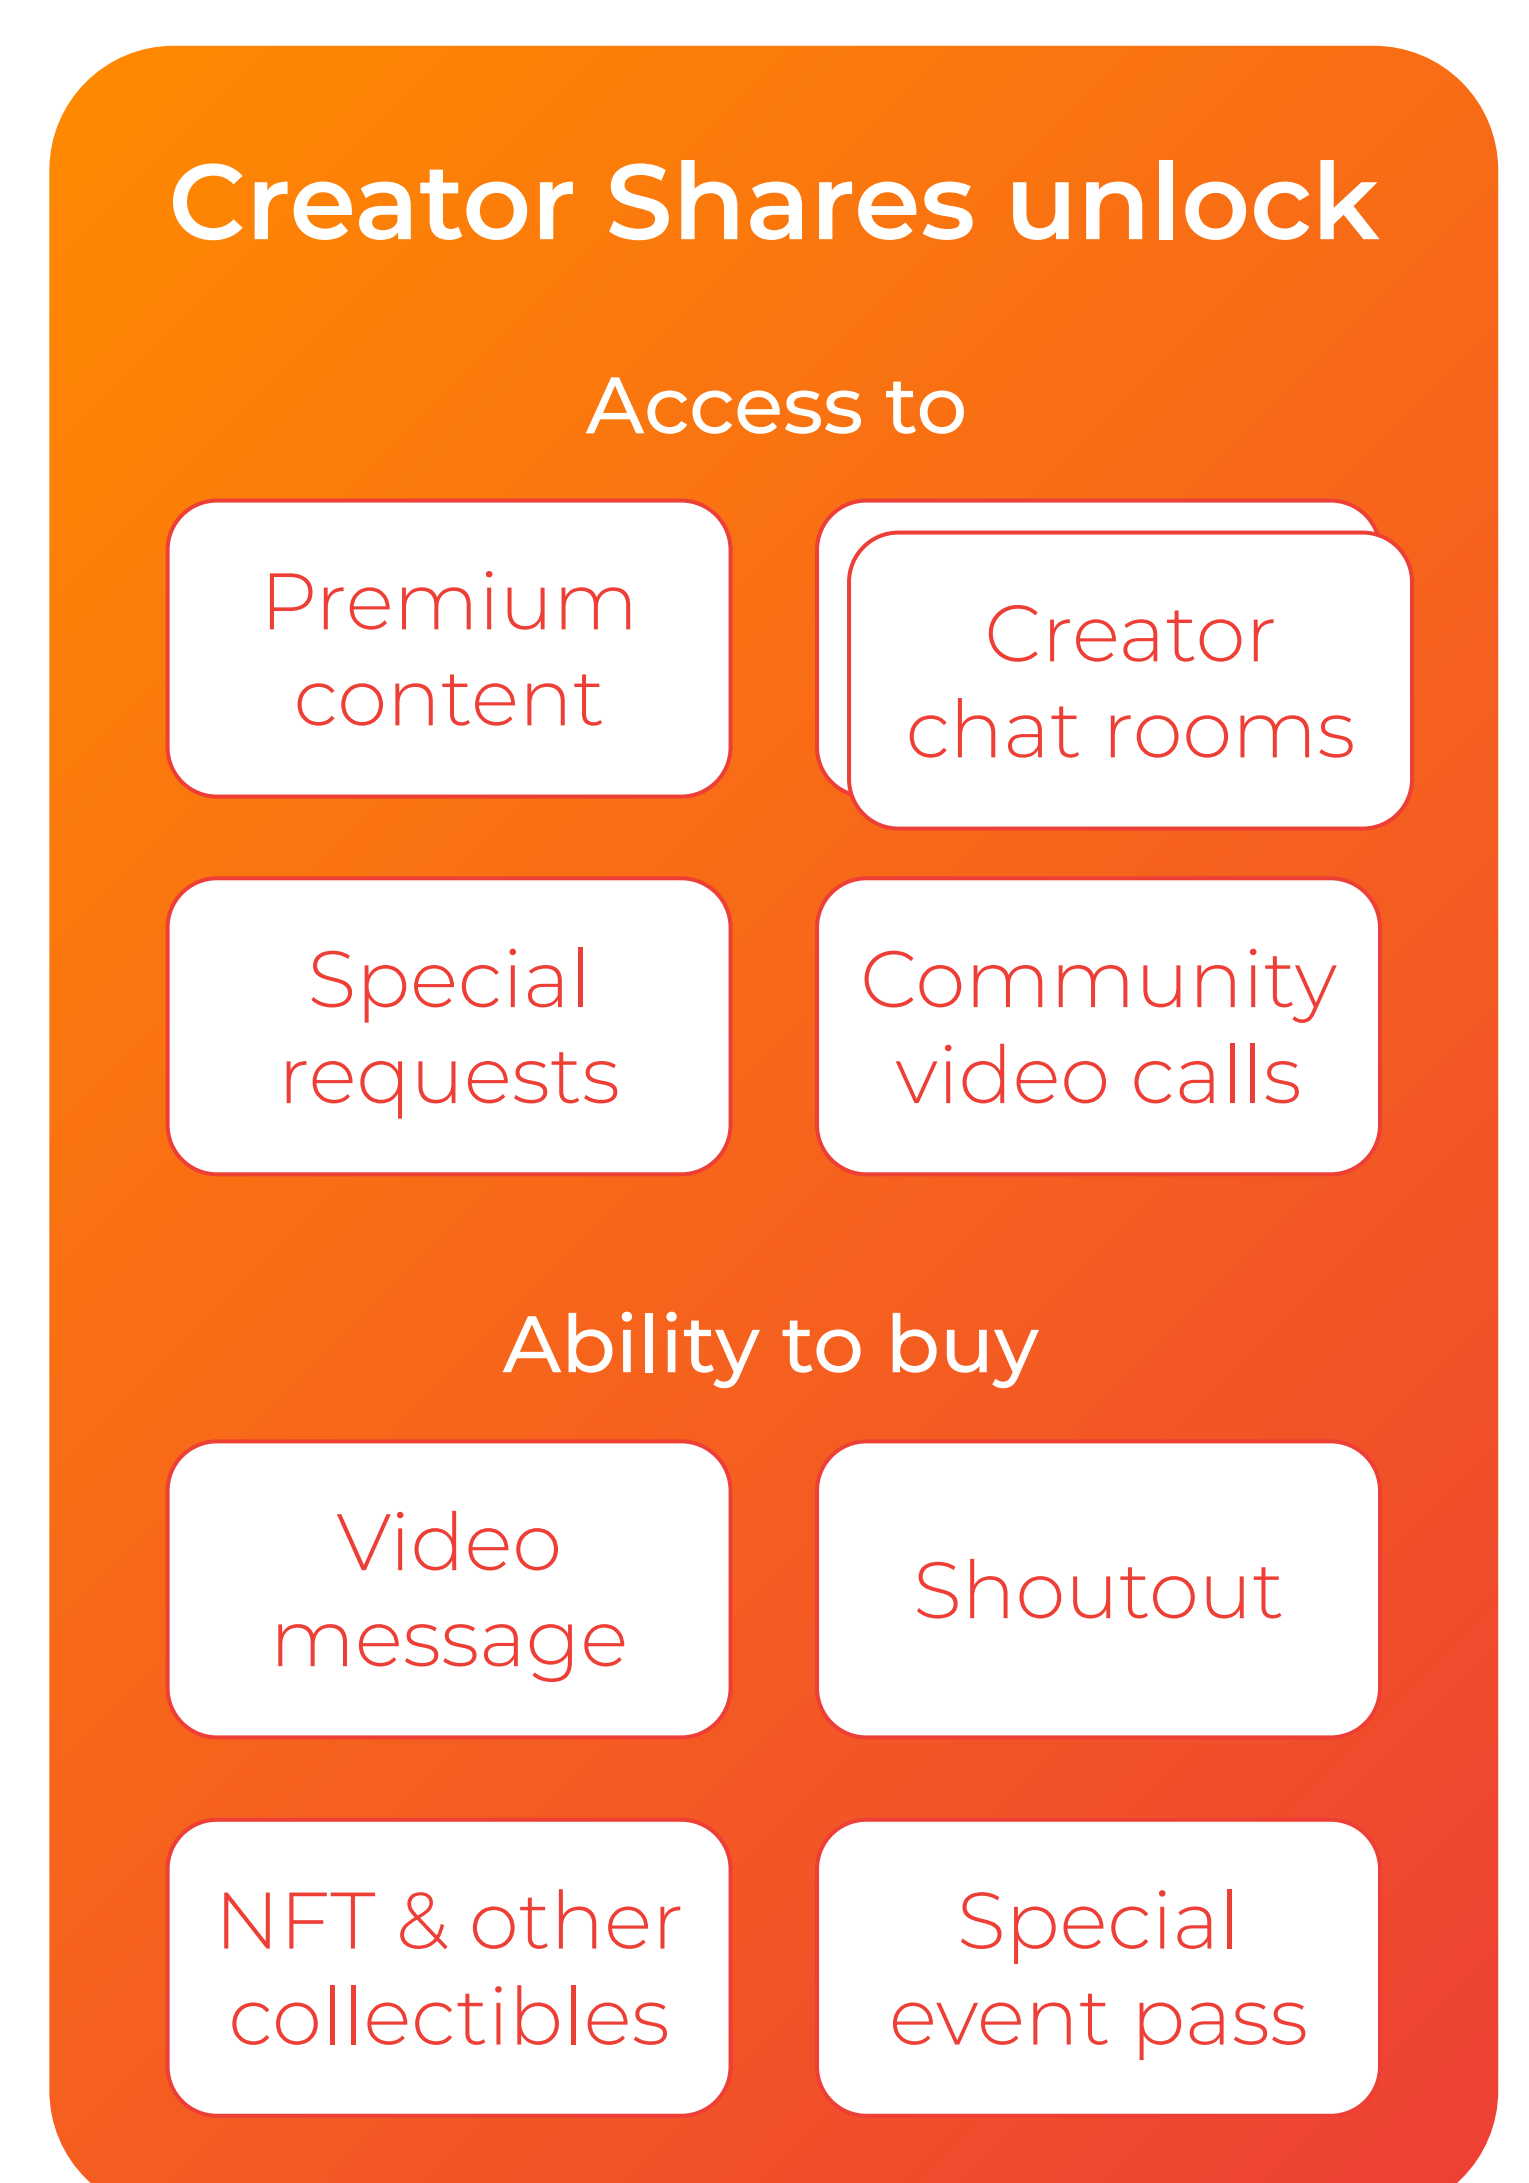 Creator Shares unlock
Access to
Premium
content
Creator
chat rooms
Special
requests
Community
video calls
Ability to buy
Video
message
Shoutout
NFT & other
collectibles
Special
event pass